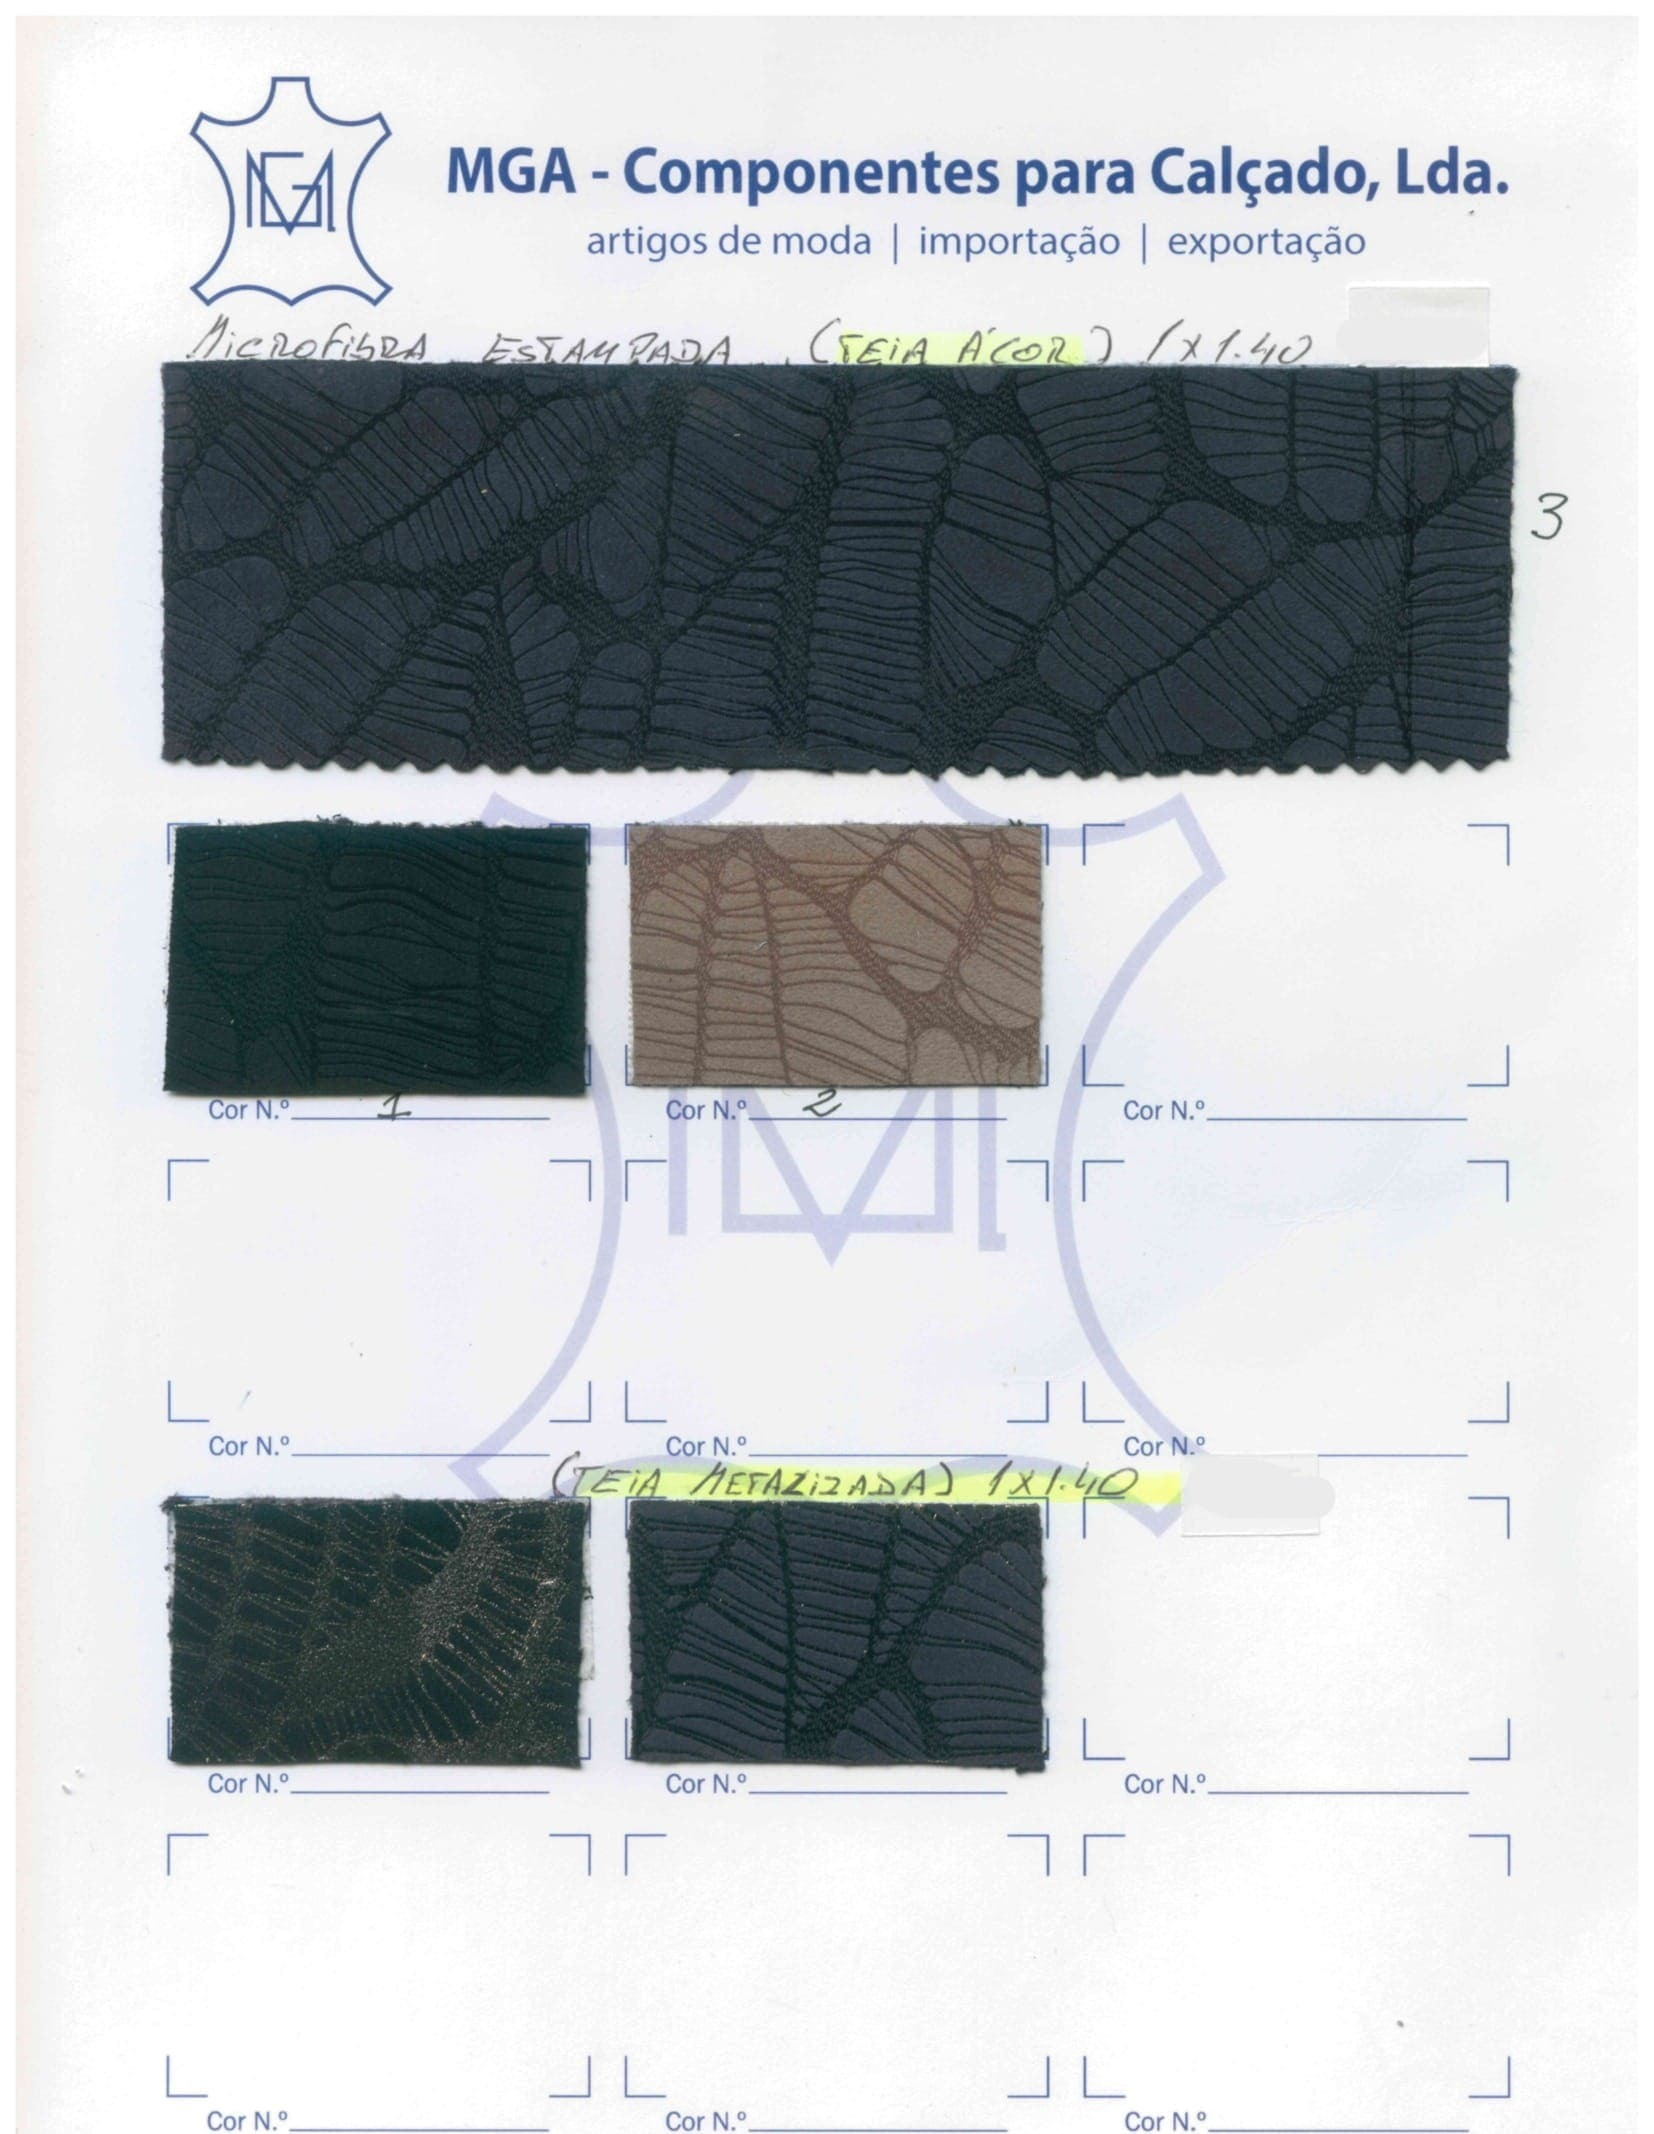 MGA - Componentes para Calçado, Lda.
artigos de moda | importação | exportação
MICROFIBRA ESTAMPADA (TEIA Á COR) 1X1.40
3
Cor N.º 1 Cor N.º 2 Cor N.º
Cor N.º Cor N.º Cor N.º
(TEIA METALIZADA) 1X1.40
Cor N.º Cor N.º Cor N.º
Cor N.º Cor N.º Cor N.º